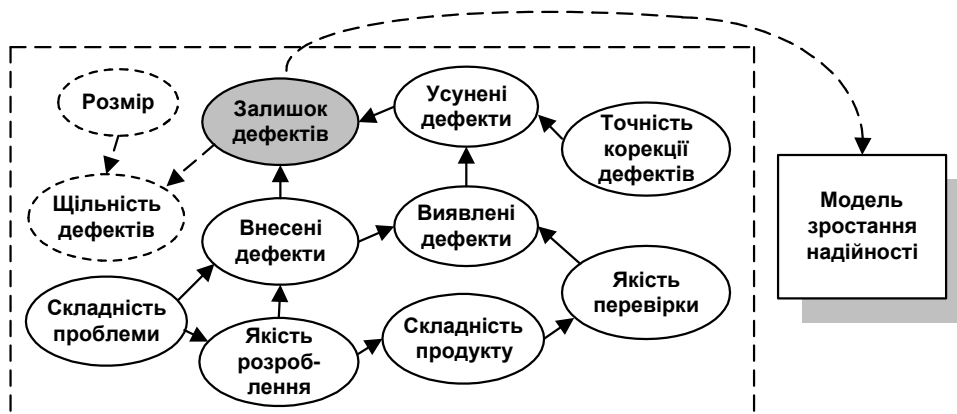 Розмір
Залишок
дефектів
Усунені
дефекти
Точність
корекції
дефектів
Щільність
дефектів
Внесені
дефекти
Виявлені
дефекти
Модель
зростання
надійності
Складність
проблеми
Якість
розроб-
лення
Складність
продукту
Якість
перевірки